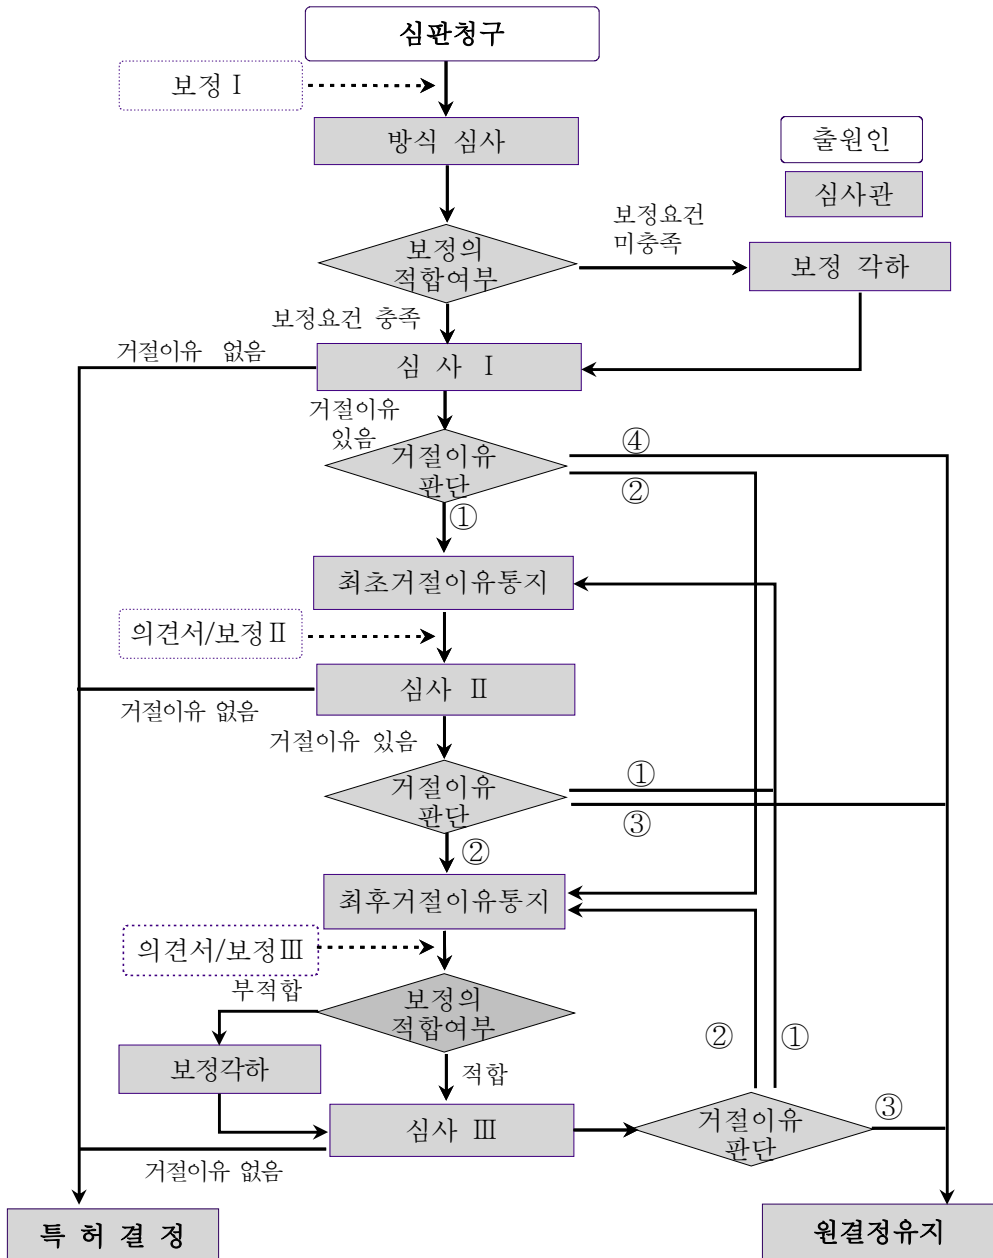 심판청구
보정Ⅰ
방식 심사
출원인
심사관
보정의
적합여부
보정요건
미충족
보정 각하
보정요건 충족
거절이유 없음
심 사 Ⅰ
거절이유
있음
거절이유
판단
④
②
①
최초거절이유통지
의견서/보정Ⅱ
심사 Ⅱ
거절이유 없음
거절이유 있음
거절이유
판단
①
③
②
최후거절이유통지
의견서/보정Ⅲ
부적합
보정의
적합여부
②
①
보정각하
적합
심사 Ⅲ
거절이유
판단
③
거절이유 없음
특 허 결 정
원결정유지